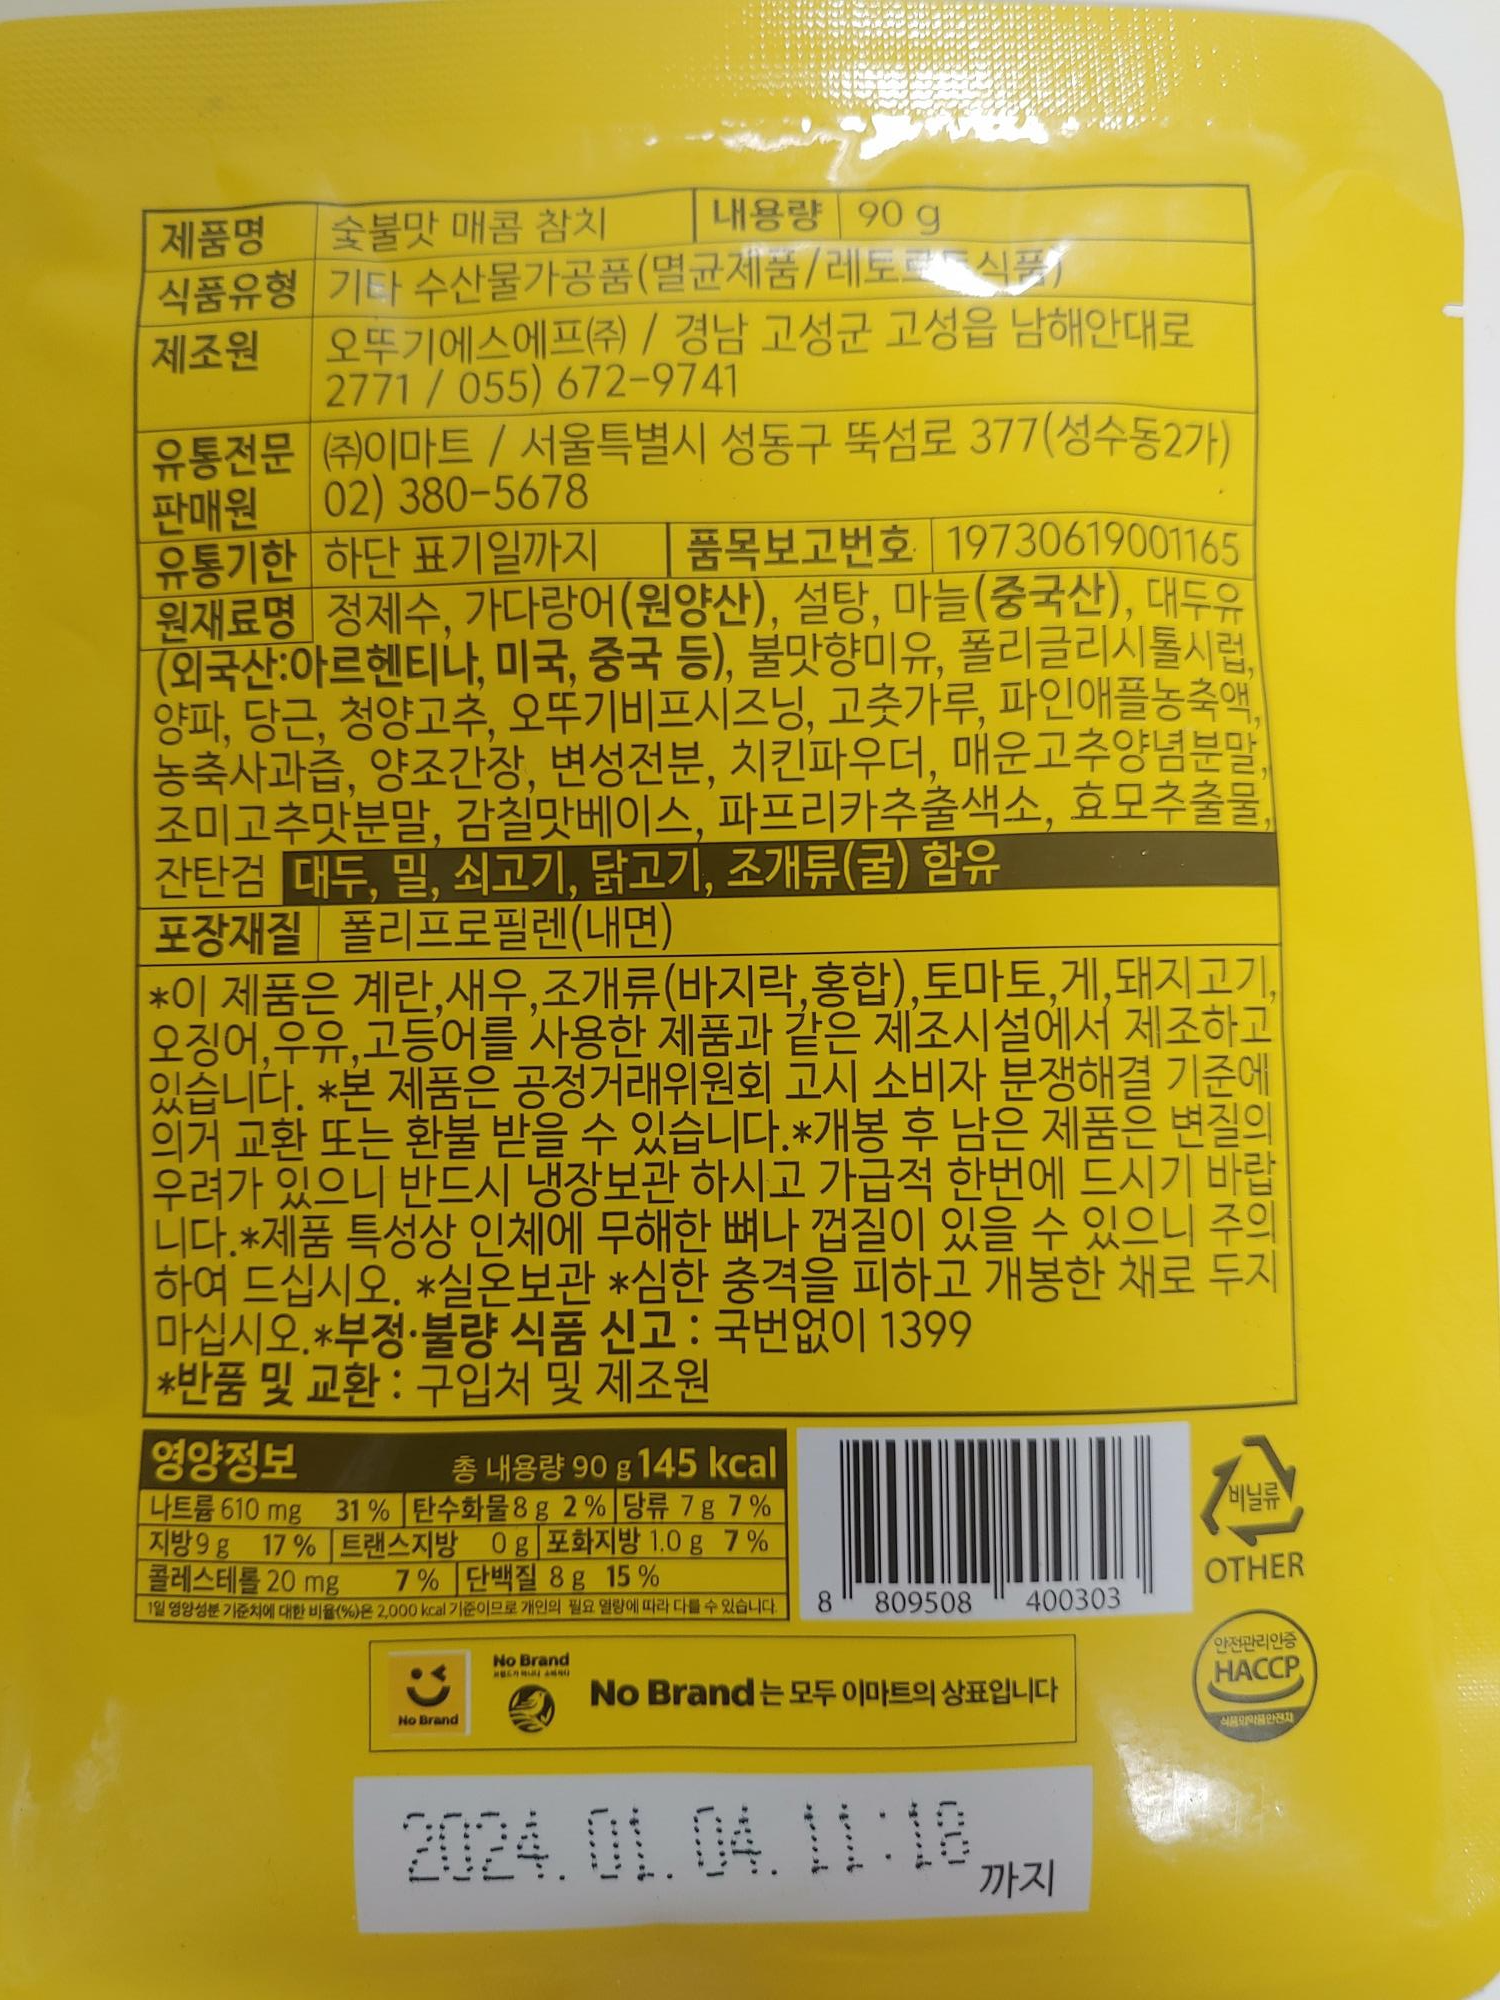 제품명 숯불맛 매콤 참치 내용량 90 g
식품유형 기타 수산물가공품(멸균제품/레토르트식품)
제조원 오뚜기에스에프㈜ / 경남 고성군 고성읍 남해안대로
2771 / 055) 672-9741
유통전문 ㈜이마트 / 서울특별시 성동구 뚝섬로 377(성수동2가)
판매원 02) 380-5678
유통기한 하단 표기일까지 품목보고번호 19730619001165
원재료명 정제수, 가다랑어(원양산), 설탕, 마늘(중국산), 대두유
(외국산:아르헨티나, 미국, 중국 등), 불맛향미유, 폴리글리시톨시럽,
양파, 당근, 청양고추, 오뚜기비프시즈닝, 고춧가루, 파인애플농축액,
농축사과즙, 양조간장, 변성전분, 치킨파우더, 매운고추양념분말,
조미고추맛분말, 감칠맛베이스, 파프리카추출색소, 효모추출물,
잔탄검 대두, 밀, 쇠고기, 닭고기, 조개류(굴) 함유
포장재질 폴리프로필렌(내면)
*이 제품은 계란,새우,조개류(바지락,홍합),토마토,게,돼지고기,
오징어,우유,고등어를 사용한 제품과 같은 제조시설에서 제조하고
있습니다. *본 제품은 공정거래위원회 고시 소비자 분쟁해결 기준에
의거 교환 또는 환불 받을 수 있습니다.*개봉 후 남은 제품은 변질의
우려가 있으니 반드시 냉장보관 하시고 가급적 한번에 드시기 바랍
니다.*제품 특성상 인체에 무해한 뼈나 껍질이 있을 수 있으니 주의
하여 드십시오. *실온보관 *심한 충격을 피하고 개봉한 채로 두지
마십시오.*부정·불량 식품 신고 : 국번없이 1399
*반품 및 교환 : 구입처 및 제조원
영양정보 총 내용량 90 g 145 kcal
나트륨 610 mg 31 % 탄수화물 8 g 2 % 당류 7 g 7 %
지방 9 g 17 % 트랜스지방 0 g 포화지방 1.0 g 7 %
콜레스테롤 20 mg 7 % 단백질 8 g 15 %
1일 영양성분 기준치에 대한 비율(%)은 2,000 kcal 기준이므로 개인의 필요 열량에 따라 다를 수 있습니다.
8 809508 400303
비닐류
OTHER
안전관리인증
HACCP
식품의약품안전처
No Brand
No Brand
브랜드가 아니다 소비자다
No Brand는 모두 이마트의 상표입니다
2024.01.04.11:18
까지